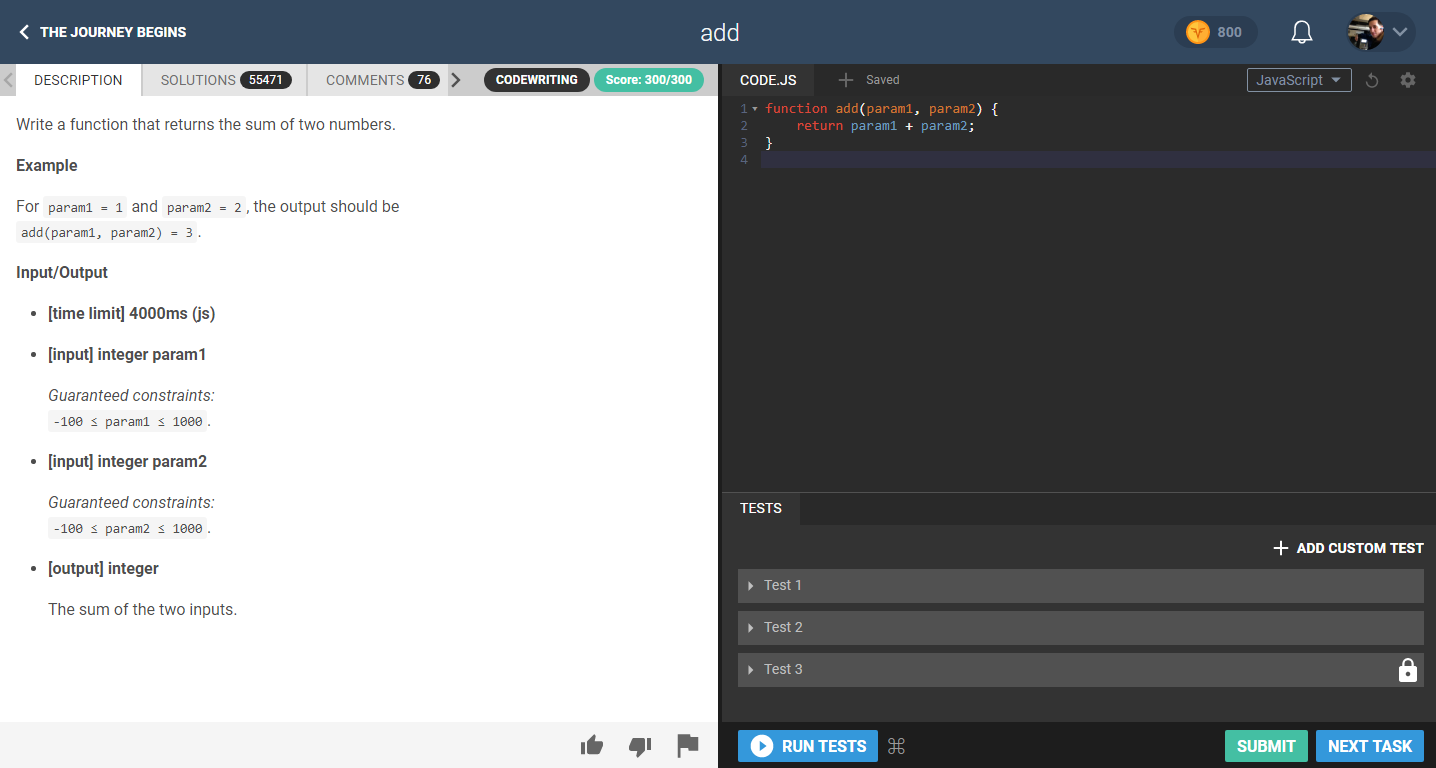 THE JOURNEY BEGINS
add
800
DESCRIPTION
SOLUTIONS 55471
COMMENTS 76
CODEWRITING
Score: 300/300
Write a function that returns the sum of two numbers.
Example
For param1 = 1 and param2 = 2, the output should be
add(param1, param2) = 3.
Input/Output
• [time limit] 4000ms (js)
• [input] integer param1
Guaranteed constraints:
-100 ≤ param1 ≤ 1000.
• [input] integer param2
Guaranteed constraints:
-100 ≤ param2 ≤ 1000.
• [output] integer
The sum of the two inputs.
CODE.JS
Saved
JavaScript
1 function add(param1, param2) {
2     return param1 + param2;
3 }
4
TESTS
ADD CUSTOM TEST
Test 1
Test 2
Test 3
RUN TESTS ⌘
SUBMIT
NEXT TASK